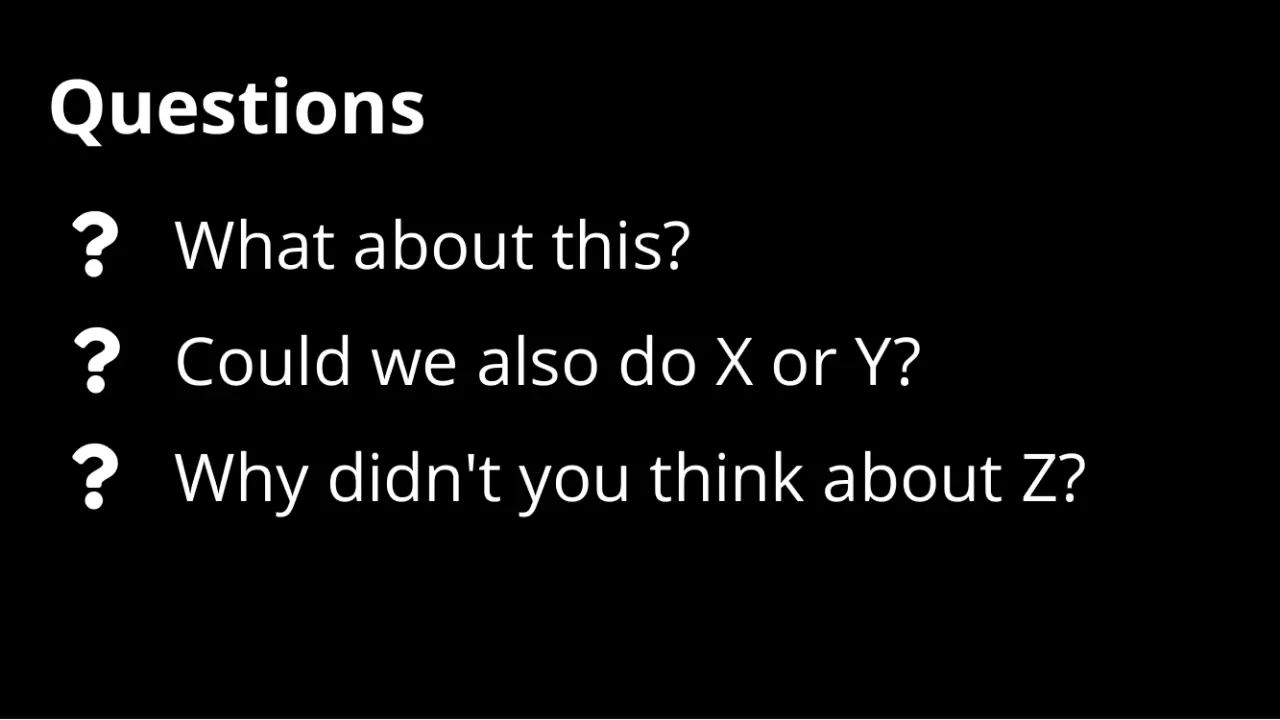 Questions
? What about this?
? Could we also do X or Y?
? Why didn't you think about Z?